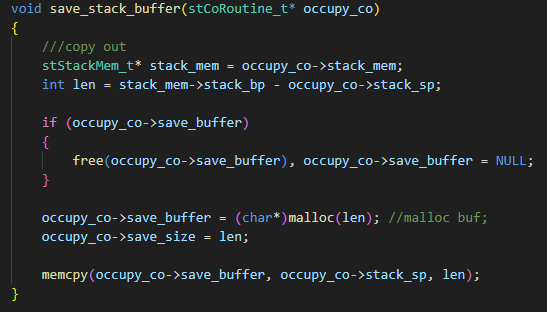 void save_stack_buffer(stCoRoutine_t* occupy_co)
{
///copy out
stStackMem_t* stack_mem = occupy_co->stack_mem;
int len = stack_mem->stack_bp - occupy_co->stack_sp;
if (occupy_co->save_buffer)
{
free(occupy_co->save_buffer), occupy_co->save_buffer = NULL;
}
occupy_co->save_buffer = (char*)malloc(len); //malloc buf;
occupy_co->save_size = len;
memcpy(occupy_co->save_buffer, occupy_co->stack_sp, len);
}